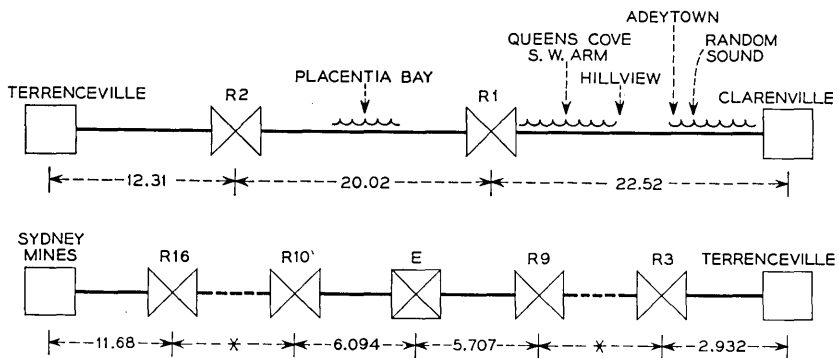 ADEYTOWN
QUEENS COVE
S. W. ARM
RANDOM
SOUND
PLACENTIA BAY
HILLVIEW
TERRENCEVILLE
R2
R1
CLARENVILLE
12.31
20.02
22.52
SYDNEY
MINES
R16
R10'
E
R9
R3
TERRENCEVILLE
11.68
*
6.094
5.707
*
2.932